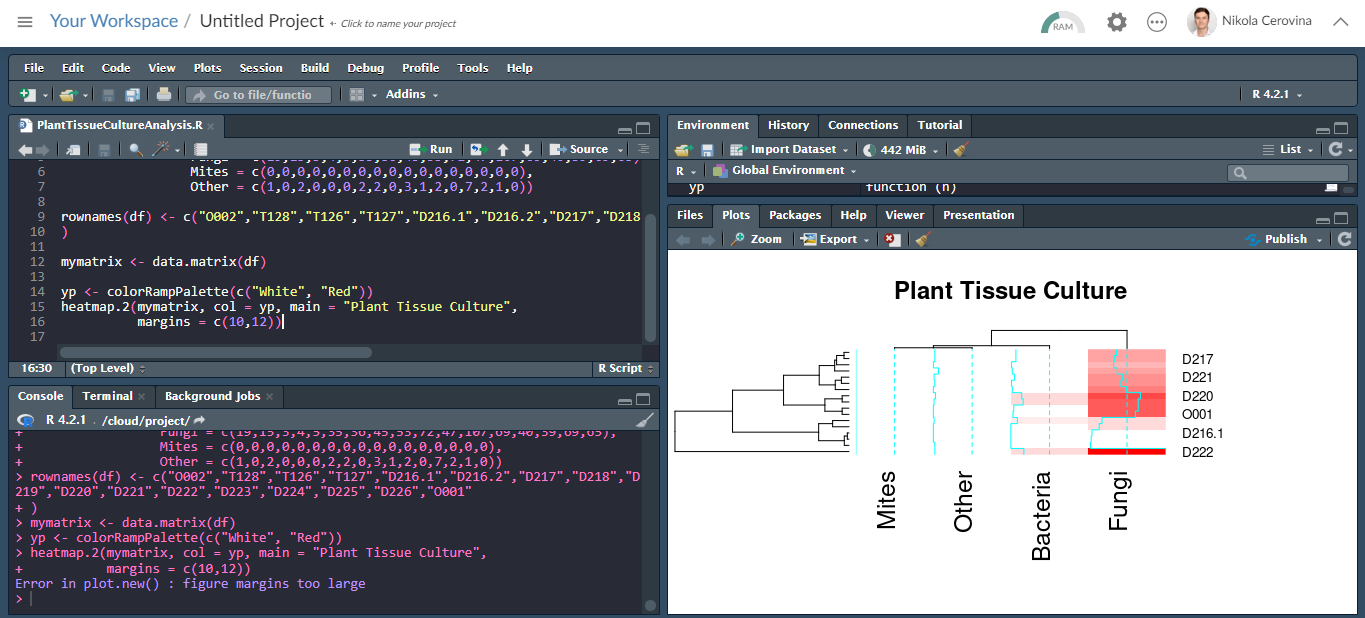 Your Workspace / Untitled Project ← Click to name your project
RAM
Nikola Cerovina
File Edit Code View Plots Session Build Debug Profile Tools Help
Go to file/functio
Addins
R 4.2.1
PlantTissueCultureAnalysis.R
Run
Source
6 Mites = c(0,0,0,0,0,0,0,0,0,0,0,0,0,0,0,0,0),
7 Other = c(1,0,2,0,0,0,2,2,0,3,1,2,0,7,2,1,0))
8
9 rownames(df) <- c("O002","T128","T126","T127","D216.1","D216.2","D217","D218
10 )
11
12 mymatrix <- data.matrix(df)
13
14 yp <- colorRampPalette(c("White", "Red"))
15 heatmap.2(mymatrix, col = yp, main = "Plant Tissue Culture",
16 margins = c(10,12))
17
16:30 (Top Level) R Script
Console Terminal Background Jobs
R 4.2.1 . /cloud/project/
+ Fungi = c(19,15,3,4,5,35,36,45,53,72,47,107,69,40,39,69,65),
+ Mites = c(0,0,0,0,0,0,0,0,0,0,0,0,0,0,0,0,0),
+ Other = c(1,0,2,0,0,0,2,2,0,3,1,2,0,7,2,1,0))
> rownames(df) <- c("O002","T128","T126","T127","D216.1","D216.2","D217","D218","D
219","D220","D221","D222","D223","D224","D225","D226","O001"
+ )
> mymatrix <- data.matrix(df)
> yp <- colorRampPalette(c("White", "Red"))
> heatmap.2(mymatrix, col = yp, main = "Plant Tissue Culture",
+ margins = c(10,12))
Error in plot.new() : figure margins too large
>
Environment History Connections Tutorial
Import Dataset
442 MiB
List
R
Global Environment
yp function (n)
Files Plots Packages Help Viewer Presentation
Zoom
Export
Publish
Plant Tissue Culture
D217
D221
D220
O001
D216.1
D222
Mites
Other
Bacteria
Fungi